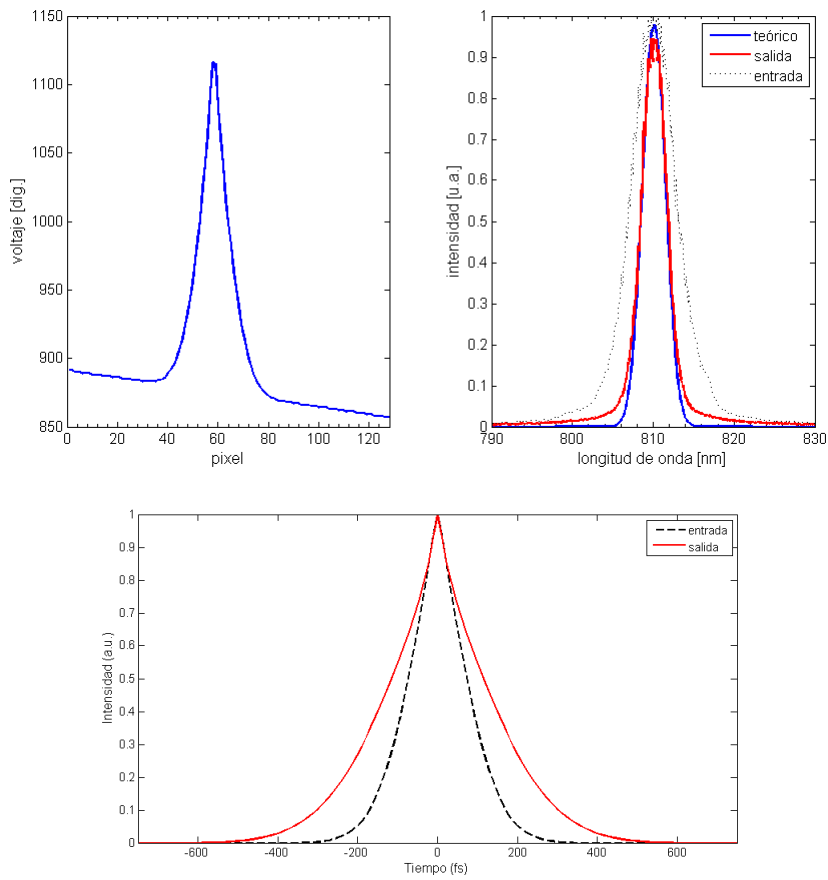 1150
1100
1050
1000
950
900
850
0 20 40 60 80 100 120
voltaje [dig.]
pixel
1
0.9
0.8
0.7
0.6
0.5
0.4
0.3
0.2
0.1
0
790 800 810 820 830
intensidad [u.a.]
longitud de onda [nm]
teórico
salida
entrada
1
0.9
0.8
0.7
0.6
0.5
0.4
0.3
0.2
0.1
0
-600 -400 -200 0 200 400 600
Intensidad (a.u.)
Tiempo (fs)
entrada
salida